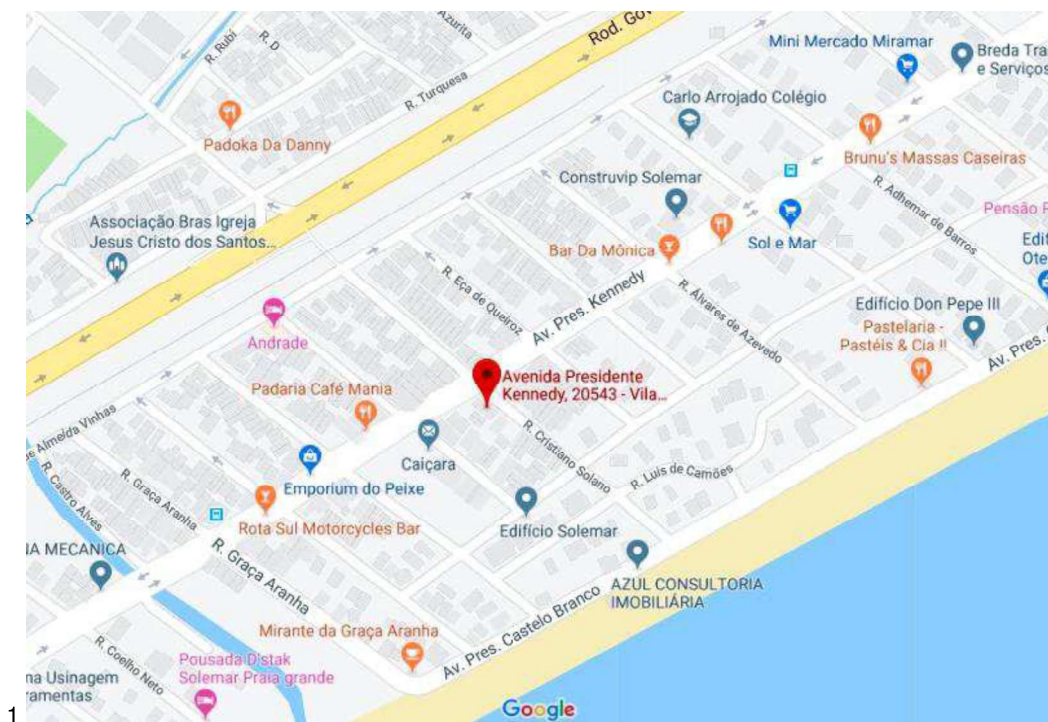 Azurita
R. Rubí
R. D
Rod. Gov
R. Turquesa
Mini Mercado Miramar
Breda Tra
e Serviços
Carlo Arrojado Colégio
Padoka Da Danny
Brunu's Massas Caseiras
Construvip Solemar
R. Adhemar de Barros
Associação Bras Igreja
Jesus Cristo dos Santos...
Pensão P
Bar Da Mônica
Sol e Mar
Edif
Ote
R. Eça de Queiroz
Av. Pres. Kennedy
R. Álvares de Azevedo
Edifício Don Pepe III
Andrade
Pastelaria -
Pastéis & Cia !!
Av. Pres. C
Avenida Presidente
Kennedy, 20543 - Vila...
Padaria Café Mania
de Almeida Vinhas
R. Cristiano Solano
Caiçara
R. Luis de Camões
R. Castro Alves
R. Graça Aranha
Emporium do Peixe
Rota Sul Motorcycles Bar
Edifício Solemar
NA MECANICA
R. Graça Aranha
AZUL CONSULTORIA
IMOBILIÁRIA
Av. Pres. Castelo Branco
Mirante da Graça Aranha
R. Coelho Neto
Pousada D'stak
Solemar Praia grande
na Usinagem
ramentas
Google
1